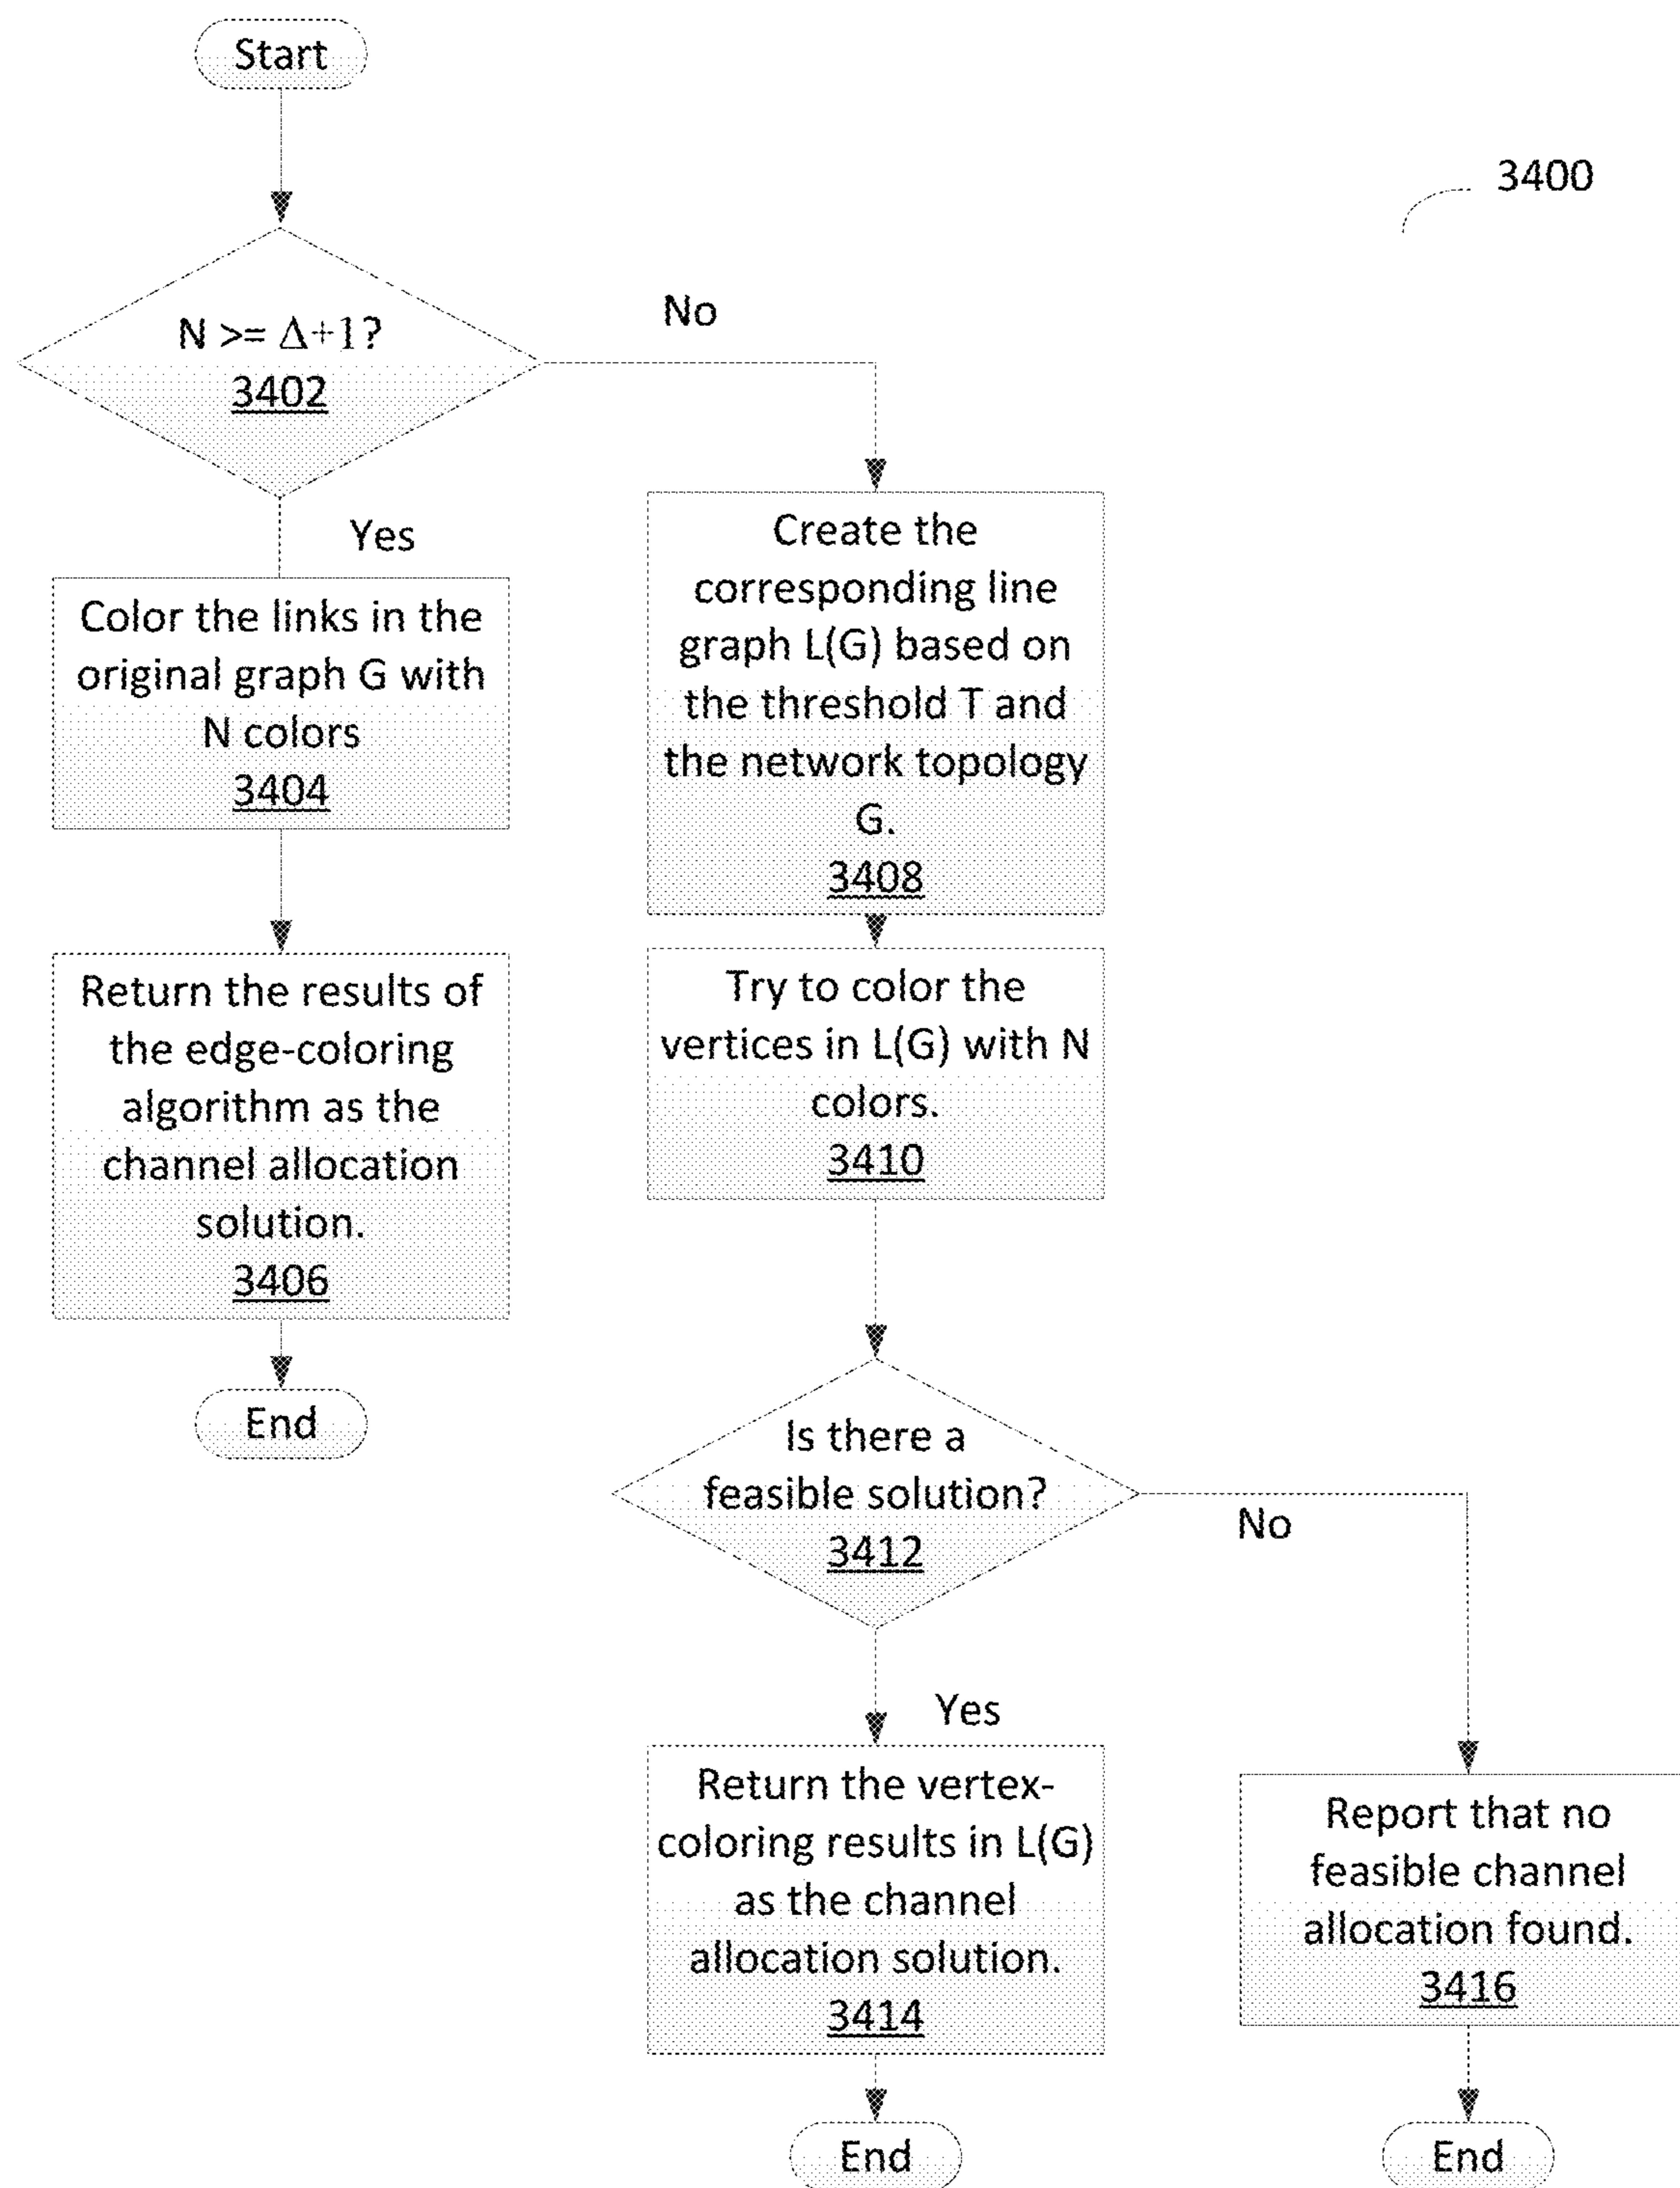 Start
3400
N >= Δ+1?
3402
No
Yes
Color the links in the
original graph G with
N colors
3404
Return the results of
the edge-coloring
algorithm as the
channel allocation
solution.
3406
End
Create the
corresponding line
graph L(G) based on
the threshold T and
the network topology
G.
3408
Try to color the
vertices in L(G) with N
colors.
3410
Is there a
feasible solution?
3412
No
Yes
Return the vertex-
coloring results in L(G)
as the channel
allocation solution.
3414
End
Report that no
feasible channel
allocation found.
3416
End